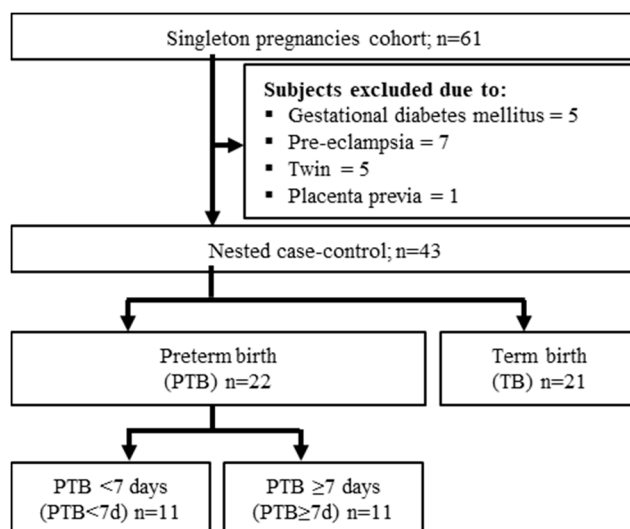 Singleton pregnancies cohort; n=61
Subjects excluded due to:
▪ Gestational diabetes mellitus = 5
▪ Pre-eclampsia = 7
▪ Twin = 5
▪ Placenta previa = 1
Nested case-control; n=43
Preterm birth
(PTB) n=22
Term birth
(TB) n=21
PTB <7 days
(PTB<7d) n=11
PTB ≥7 days
(PTB≥7d) n=11